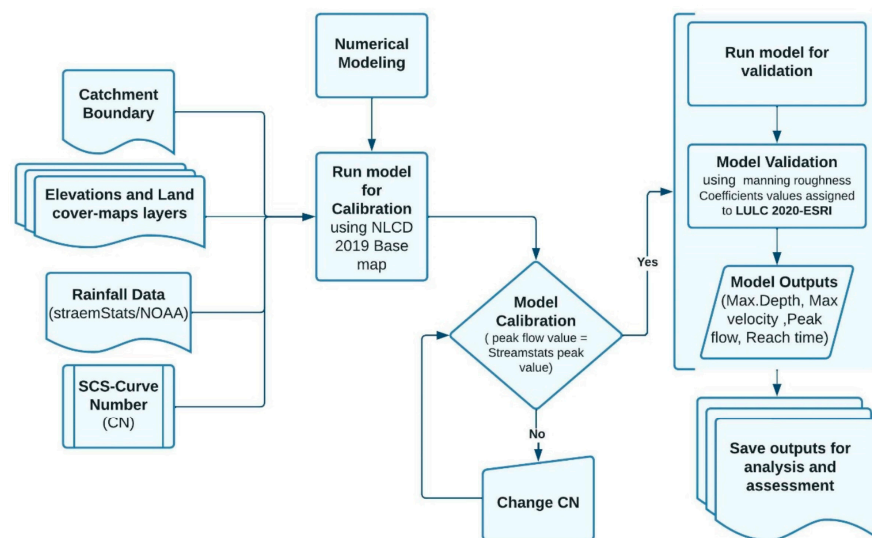 Numerical
Modeling
Catchment
Boundary
Elevations and Land
cover-maps layers
Rainfall Data
(straemStats/NOAA)
SCS-Curve
Number
(CN)
Run model
for
Calibration
using NLCD
2019 Base
map
Model
Calibration
( peak flow value =
Streamstats peak
value)
No
Change CN
Yes
Run model for
validation
Model Validation
using manning roughness
Coefficients values assigned
to LULC 2020-ESRI
Model Outputs
(Max.Depth, Max
velocity ,Peak
flow, Reach time)
Save outputs for
analysis and
assessment